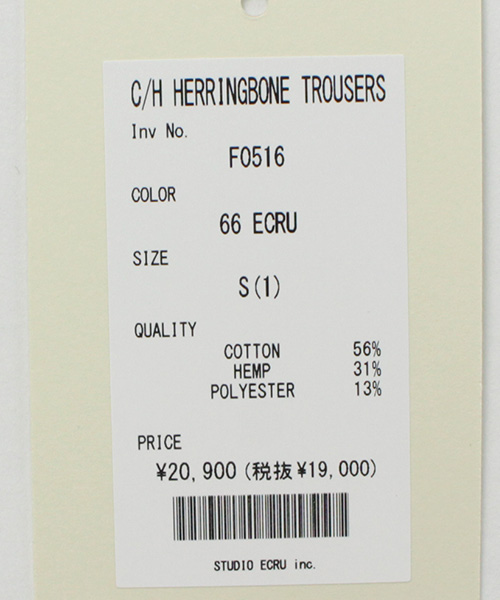 C/H HERRINGBONE TROUSERS
Inv No.
F0516
COLOR
66 ECRU
SIZE
S(1)
QUALITY
COTTON 56%
HEMP 31%
POLYESTER 13%
PRICE
¥20,900(税抜¥19,000)
STUDIO ECRU inc.